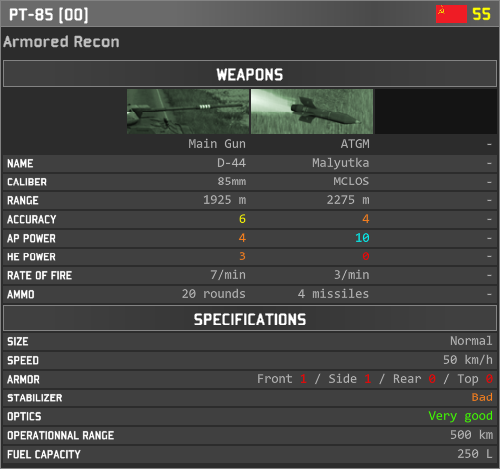 PT-85 [00] 55
Armored Recon
WEAPONS
Main Gun ATGM -
NAME D-44 Malyutka -
CALIBER 85mm MCLOS -
RANGE 1925 m 2275 m -
ACCURACY 6 4 -
AP POWER 4 10 -
HE POWER 3 0 -
RATE OF FIRE 7/min 3/min -
AMMO 20 rounds 4 missiles -
SPECIFICATIONS
SIZE Normal
SPEED 50 km/h
ARMOR Front / Side 1 / Rear 0 / Top 0
STABILIZER Bad
OPTICS Very good
OPERATIONNAL RANGE 500 km
FUEL CAPACITY 250 L